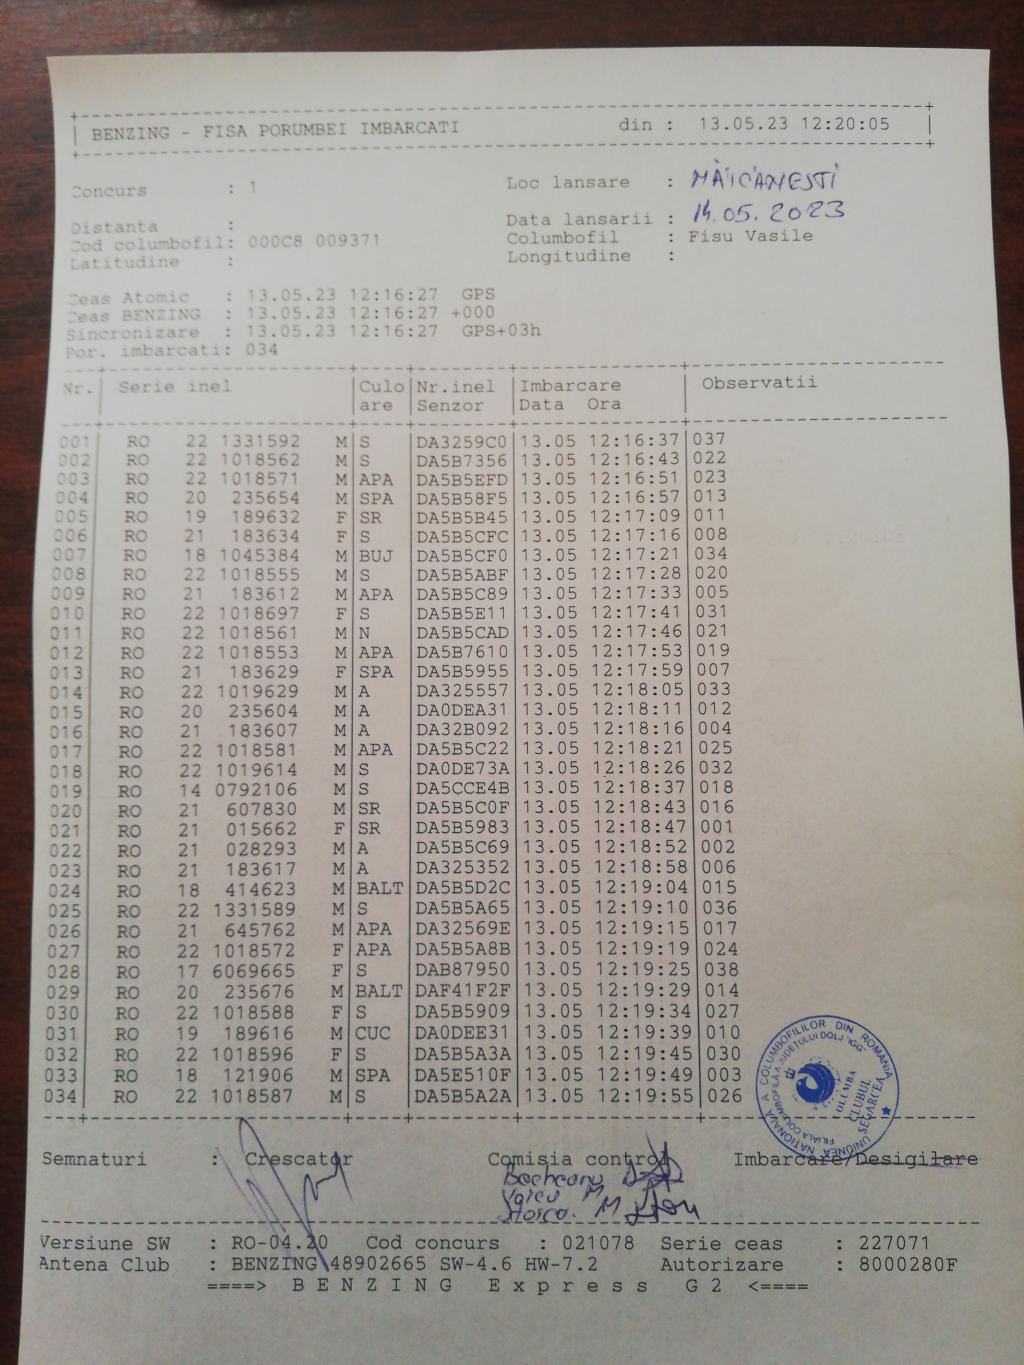 BENZING - FISA PORUMBEI IMBARCATI din : 13.05.23 12:20:05
Concurs : 1 Loc lansare : MĂICĂNEȘTI
Distanta : Data lansarii : 14.05.2023
Cod columbofil: 000C8 009371 Columbofil : Fisu Vasile
Latitudine : Longitudine :
Ceas Atomic : 13.05.23 12:16:27 GPS
Ceas BENZING : 13.05.23 12:16:27 +000
Sincronizare : 13.05.23 12:16:27 GPS+03h
Por. imbarcati: 034
Nr. Serie inel Culo Nr.inel Imbarcare Observatii
are Senzor Data Ora
001 RO 22 1331592 M S DA3259C0 13.05 12:16:37 037
002 RO 22 1018562 M S DA5B7356 13.05 12:16:43 022
003 RO 22 1018571 M APA DA5B5EFD 13.05 12:16:51 023
004 RO 20 235654 M SPA DA5B58F5 13.05 12:16:57 013
005 RO 19 189632 F SR DA5B5B45 13.05 12:17:09 011
006 RO 21 183634 F S DA5B5CFC 13.05 12:17:16 008
007 RO 18 1045384 M BUJ DA5B5CF0 13.05 12:17:21 034
008 RO 22 1018555 M S DA5B5ABF 13.05 12:17:28 020
009 RO 21 183612 M APA DA5B5C89 13.05 12:17:33 005
010 RO 22 1018697 F S DA5B5E11 13.05 12:17:41 031
011 RO 22 1018561 M N DA5B5CAD 13.05 12:17:46 021
012 RO 22 1018553 M APA DA5B7610 13.05 12:17:53 019
013 RO 21 183629 F SPA DA5B5955 13.05 12:17:59 007
014 RO 22 1019629 M A DA325557 13.05 12:18:05 033
015 RO 20 235604 M A DA0DEA31 13.05 12:18:11 012
016 RO 21 183607 M A DA32B092 13.05 12:18:16 004
017 RO 22 1018581 M APA DA5B5C22 13.05 12:18:21 025
018 RO 22 1019614 M S DA0DE73A 13.05 12:18:26 032
019 RO 14 0792106 M S DA5CCE4B 13.05 12:18:37 018
020 RO 21 607830 M SR DA5B5C0F 13.05 12:18:43 016
021 RO 21 015662 F SR DA5B5983 13.05 12:18:47 001
022 RO 21 028293 M A DA5B5C69 13.05 12:18:52 002
023 RO 21 183617 M A DA325352 13.05 12:18:58 006
024 RO 18 414623 M BALT DA5B5D2C 13.05 12:19:04 015
025 RO 22 1331589 M S DA5B5A65 13.05 12:19:10 036
026 RO 21 645762 M APA DA32569E 13.05 12:19:15 017
027 RO 22 1018572 F APA DA5B5A8B 13.05 12:19:19 024
028 RO 17 6069665 F S DAB87950 13.05 12:19:25 038
029 RO 20 235676 M BALT DAF41F2F 13.05 12:19:29 014
030 RO 22 1018588 F S DA5B5909 13.05 12:19:34 027
031 RO 19 189616 M CUC DA0DEE31 13.05 12:19:39 010
032 RO 22 1018596 F S DA5B5A3A 13.05 12:19:45 030
033 RO 18 121906 M SPA DA5E510F 13.05 12:19:49 003
034 RO 22 1018587 M S DA5B5A2A 13.05 12:19:55 026
UNIUNEA NAȚIONALĂ A COLUMBOFILILOR DIN ROMÂNIA
FILIALA COLUMBOFILĂ A JUDEȚULUI DOLJ "IGG"
CLUBUL
SEGARCEA
Semnaturi : Crescator Comisia control Imbarcare/Desigilare
Versiune SW : RO-04.20 Cod concurs : 021078 Serie ceas : 227071
Antena Club : BENZING 48902665 SW-4.6 HW-7.2 Autorizare : 8000280F
====> BENZING Express G2 <====